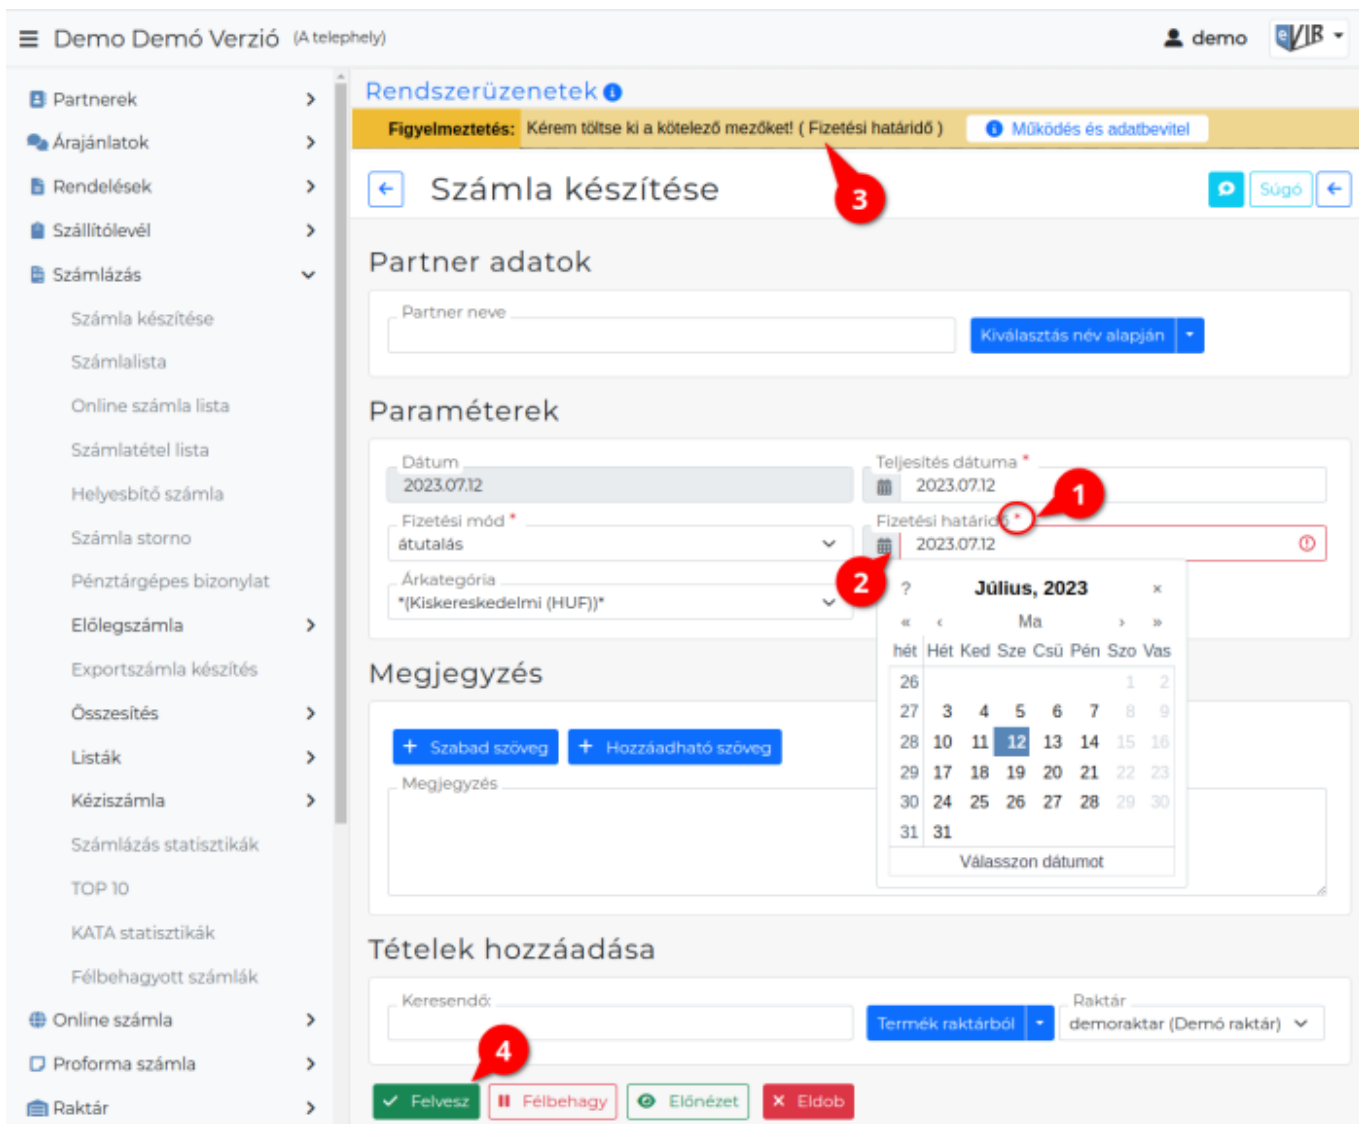 Demo Demó Verzió (A telephely)
demo
eVIR
Partnerek
Árajánlatok
Rendelések
Szállítólevél
Számlázás
Számla készítése
Számlalista
Online számla lista
Számlatétel lista
Helyesbítő számla
Számla storno
Pénztárgépes bizonylat
Előlegszámla
Exportszámla készítés
Összesítés
Listák
Kéziszámla
Számlázás statisztikák
TOP 10
KATA statisztikák
Félbehagyott számlák
Online számla
Proforma számla
Raktár
Rendszerüzenetek
Figyelmeztetés: Kérem töltse ki a kötelező mezőket! ( Fizetési határidő )
Működés és adatbevitel
3
Számla készítése
Súgó
Partner adatok
Partner neve
Kiválasztás név alapján
Paraméterek
Dátum
2023.07.12
Teljesítés dátuma *
2023.07.12
1
Fizetési mód *
átutalás
Fizetési határidő *
2023.07.12
2
Árkategória
*(Kiskereskedelmi (HUF))*
? Július, 2023 ×
« ‹ Ma › »
hét Hét Ked Sze Csü Pén Szo Vas
26 1 2
27 3 4 5 6 7 8 9
28 10 11 12 13 14 15 16
29 17 18 19 20 21 22 23
30 24 25 26 27 28 29 30
31 31
Válasszon dátumot
Megjegyzés
+ Szabad szöveg
+ Hozzáadható szöveg
Megjegyzés
Tételek hozzáadása
Keresendő:
Termék raktárból
Raktár
demoraktar (Demó raktár)
4
Felvesz
Félbehagy
Előnézet
Eldob